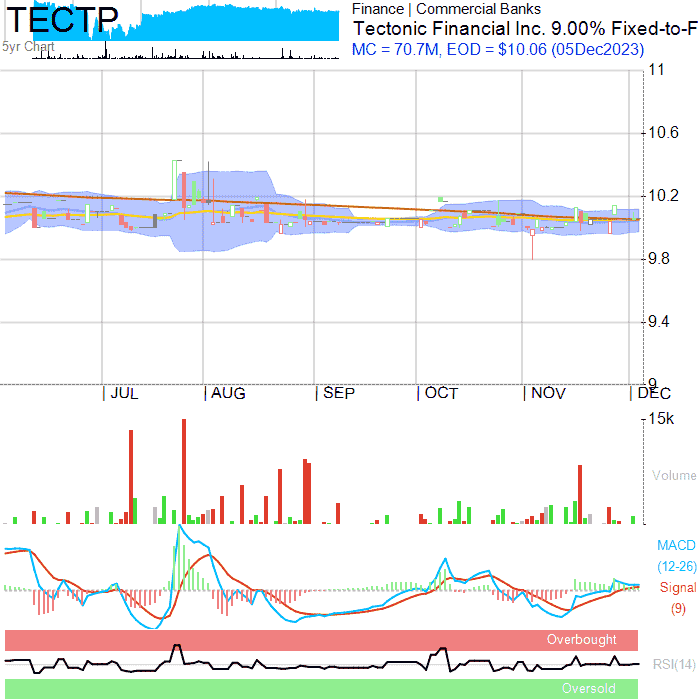 TECTP
5yr Chart
Finance | Commercial Banks
Tectonic Financial Inc. 9.00% Fixed-to-F
MC = 70.7M, EOD = $10.06 (05Dec2023)
11
10.6
10.2
9.8
9.4
9
JUL AUG SEP OCT NOV DEC
15k
Volume
MACD
(12-26)
Signal
(9)
Overbought
RSI(14)
Oversold